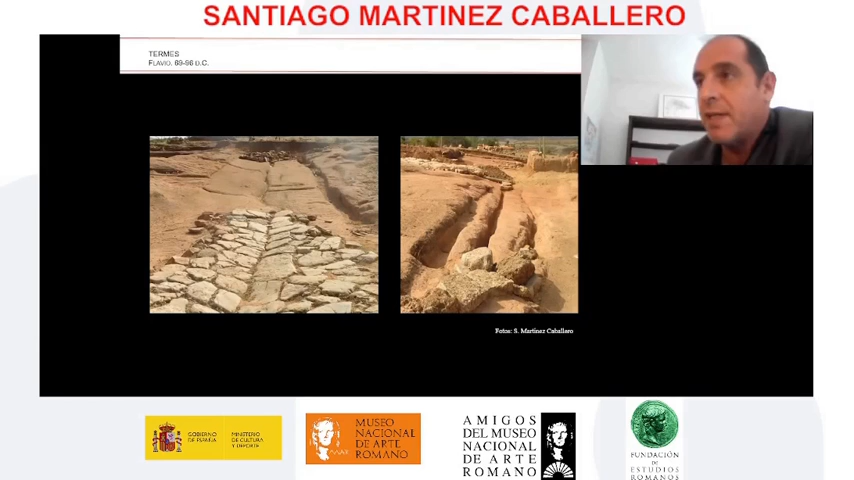 SANTIAGO MARTINEZ CABALLERO
TERMES
FLAVIO. 69-96 D.C.
Fotos: S. Martínez Caballero
GOBIERNO
DE ESPAÑA
MINISTERIO
DE CULTURA
Y DEPORTE
MUSEO
NACIONAL
DE ARTE
ROMANO
AMIGOS
DEL MUSEO
NACIONAL
DE ARTE
ROMANO
FUNDACIÓN
DE
ESTUDIOS
ROMANOS